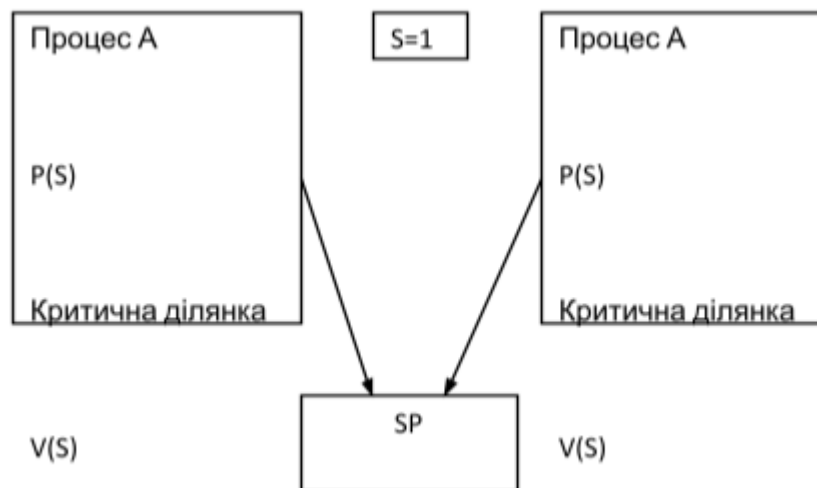 Процес А
P(S)
Критична ділянка
V(S)
S=1
SP
Процес А
P(S)
Критична ділянка
V(S)